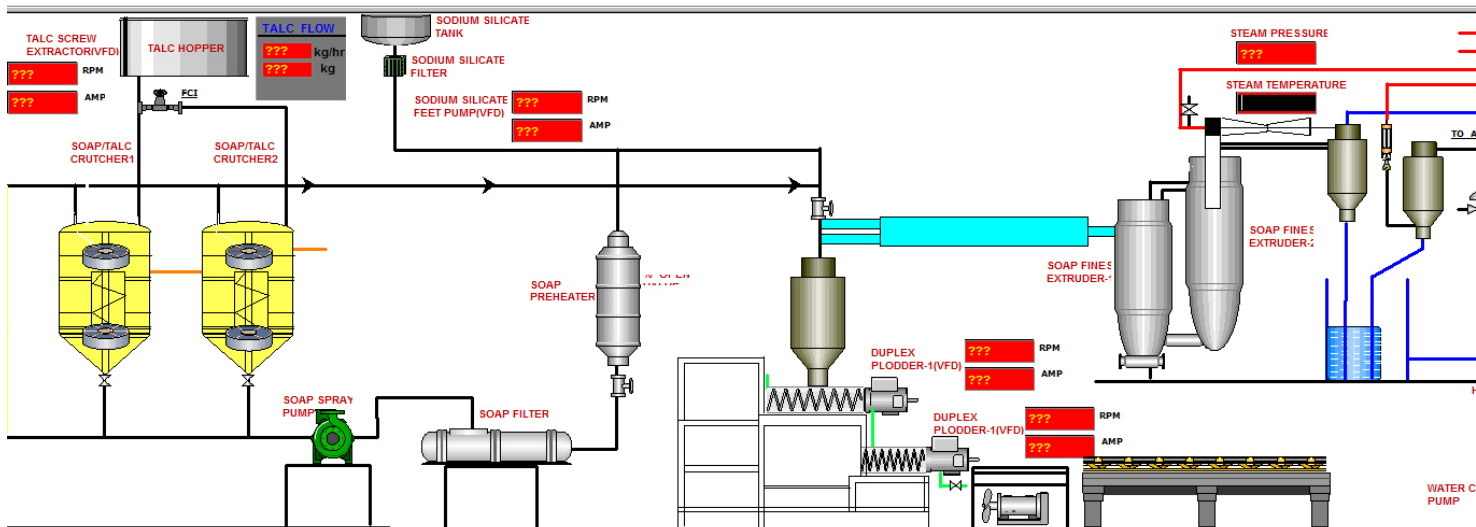 TALC SCREW
EXTRACTOR(VFD)
??? RPM
??? AMP
TALC HOPPER
FCI
TALC FLOW
??? kg/hr
??? kg
SODIUM SILICATE
TANK
SODIUM SILICATE
FILTER
SODIUM SILICATE
FEET PUMP(VFD)
??? RPM
??? AMP
STEAM PRESSURE
???
STEAM TEMPERATURE
TO
SOAP/TALC
CRUTCHER1
SOAP/TALC
CRUTCHER2
SOAP
PREHEATER
SOAP FINES
EXTRUDER-1
SOAP FINES
EXTRUDER-2
SOAP SPRAY
PUMP
SOAP FILTER
DUPLEX
PLODDER-1(VFD)
??? RPM
??? AMP
DUPLEX
PLODDER-1(VFD)
??? RPM
??? AMP
WATER C
PUMP